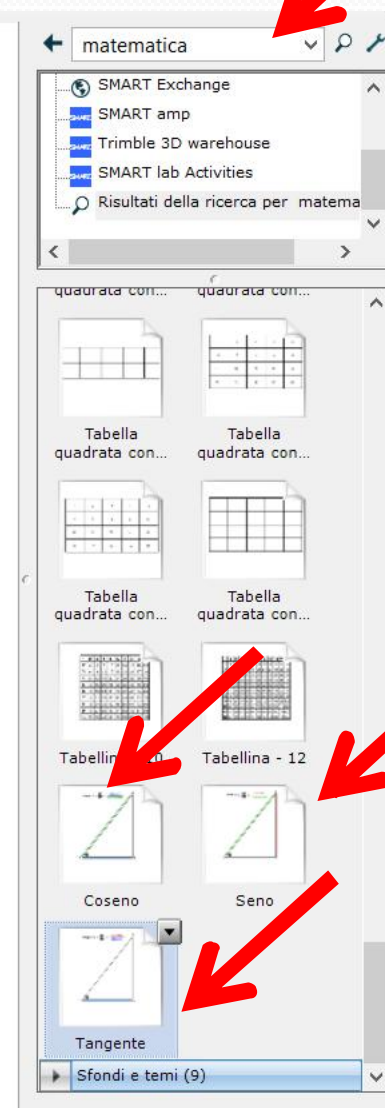 matematica
SMART Exchange
SMART amp
Trimble 3D warehouse
SMART lab Activities
Risultati della ricerca per matema
quadrata con... quadrata con...
Tabella Tabella
quadrata con... quadrata con...
Tabella Tabella
quadrata con... quadrata con...
Tabellina - 12
Coseno Seno
Tangente
Sfondi e temi (9)